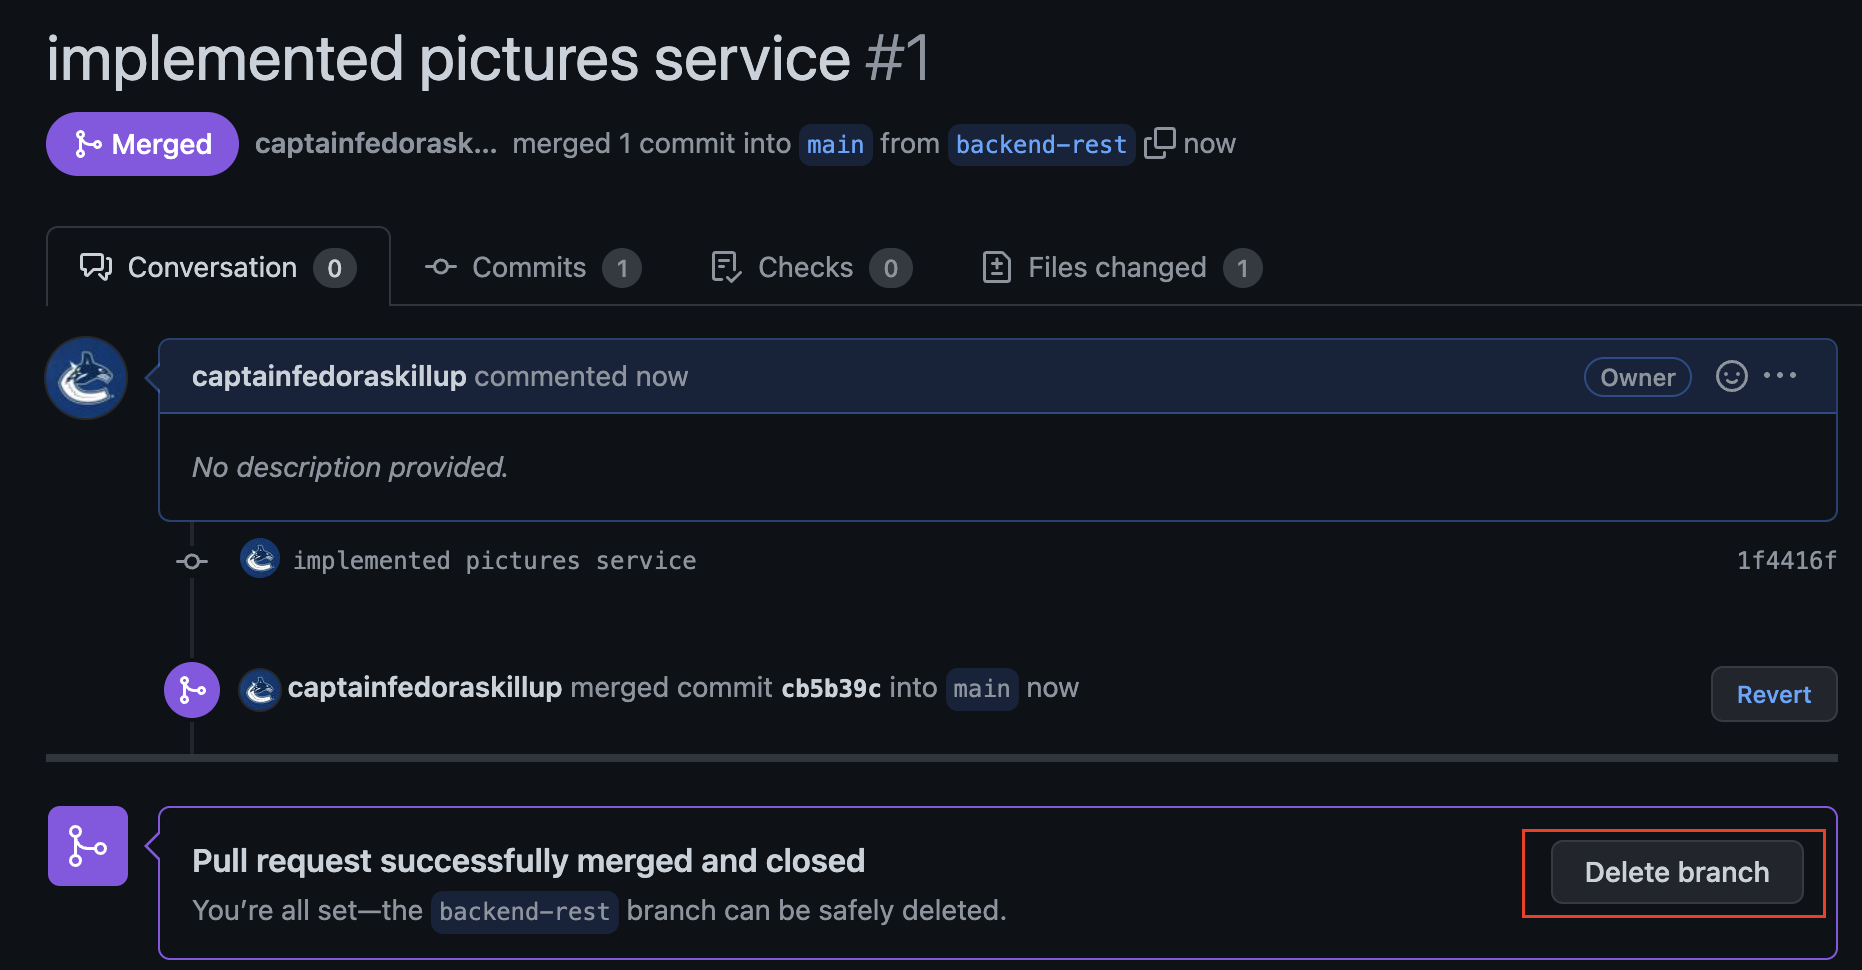 implemented pictures service #1
Merged captainfedorask... merged 1 commit into main from backend-rest now
Conversation 0 Commits 1 Checks 0 Files changed 1
captainfedoraskillup commented now Owner
No description provided.
implemented pictures service 1f4416f
captainfedoraskillup merged commit cb5b39c into main now Revert
Pull request successfully merged and closed
You’re all set—the backend-rest branch can be safely deleted.
Delete branch